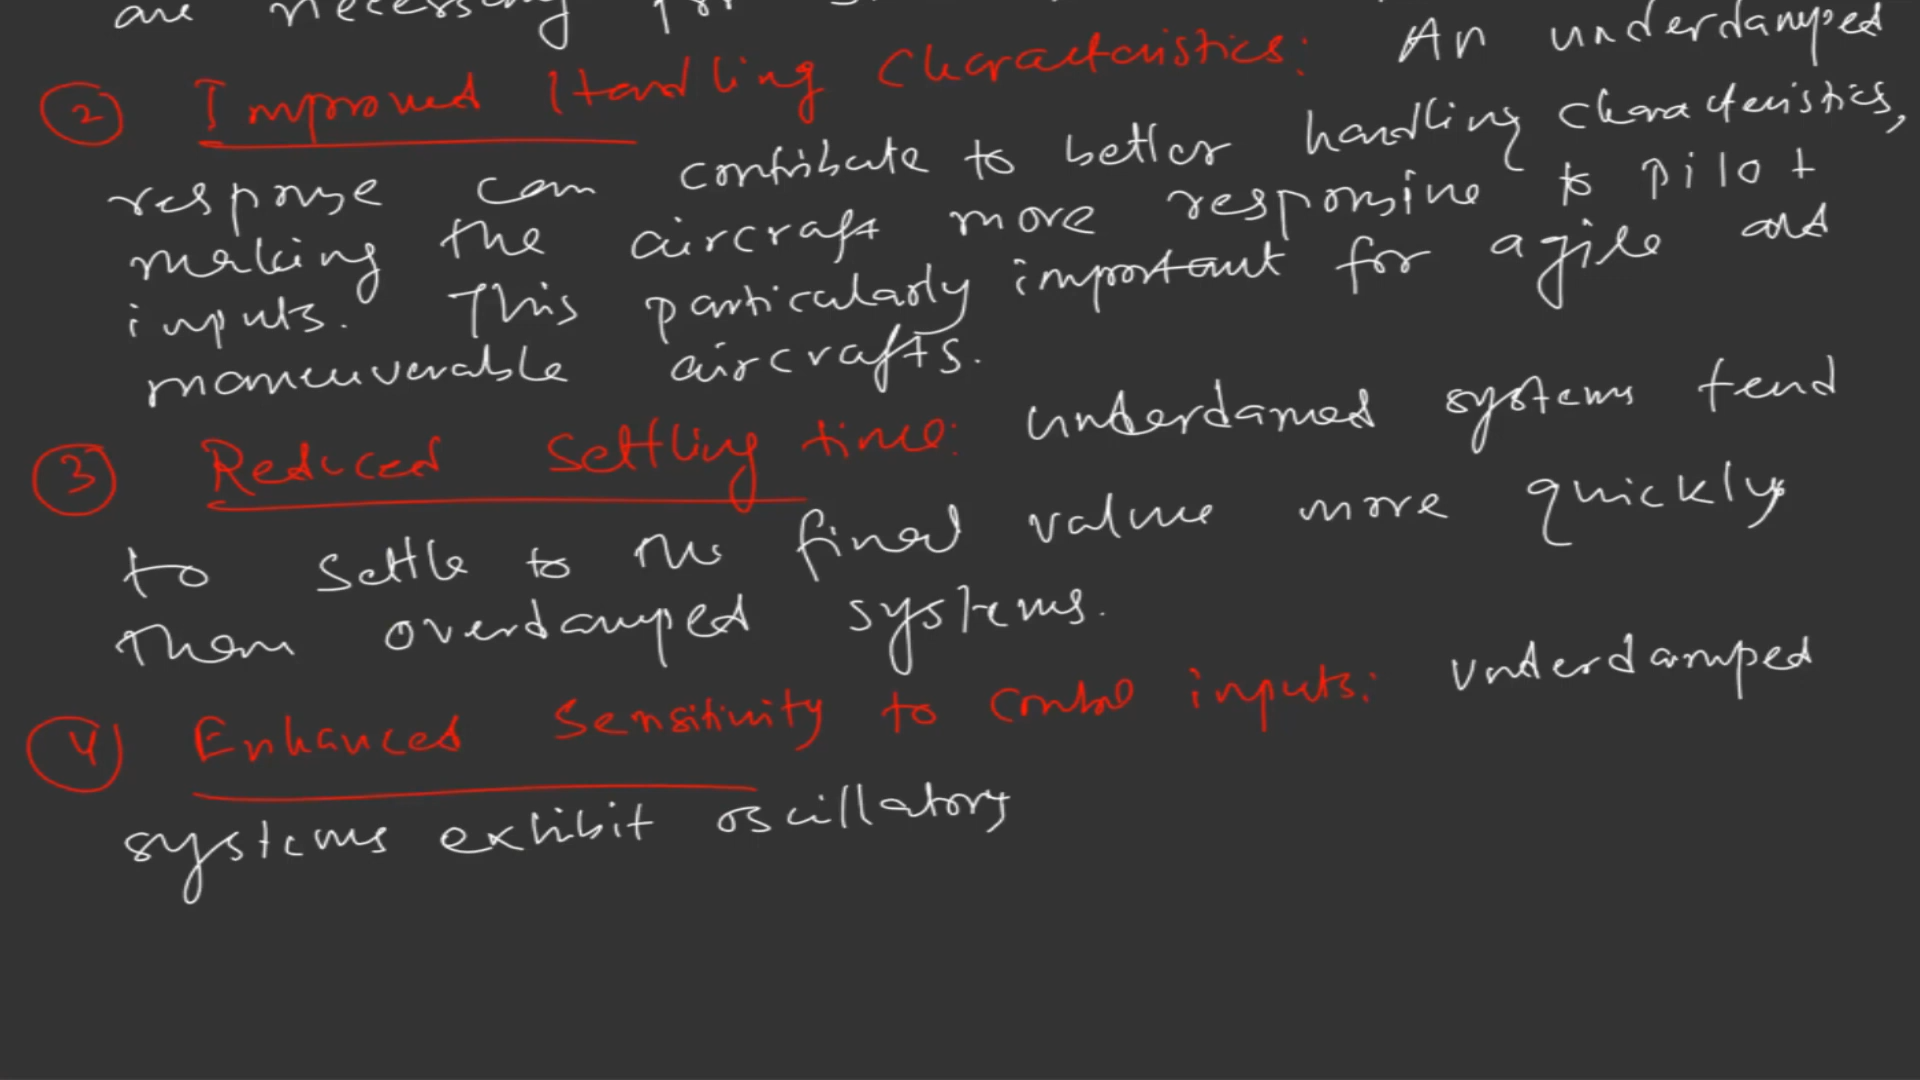 are necessary for
② Improved Handling Characteristics: An underdamped
response can contribute to better handling characteristics,
making the aircraft more responsive to pilot
inputs. This particularly important for agile and
maneuverable aircrafts.
③ Reduced Settling time: underdamed systems tend
to settle to the final value more quickly
than overdamped systems.
④ Enhanced Sensitivity to control inputs: underdamped
systems exhibit oscillatory